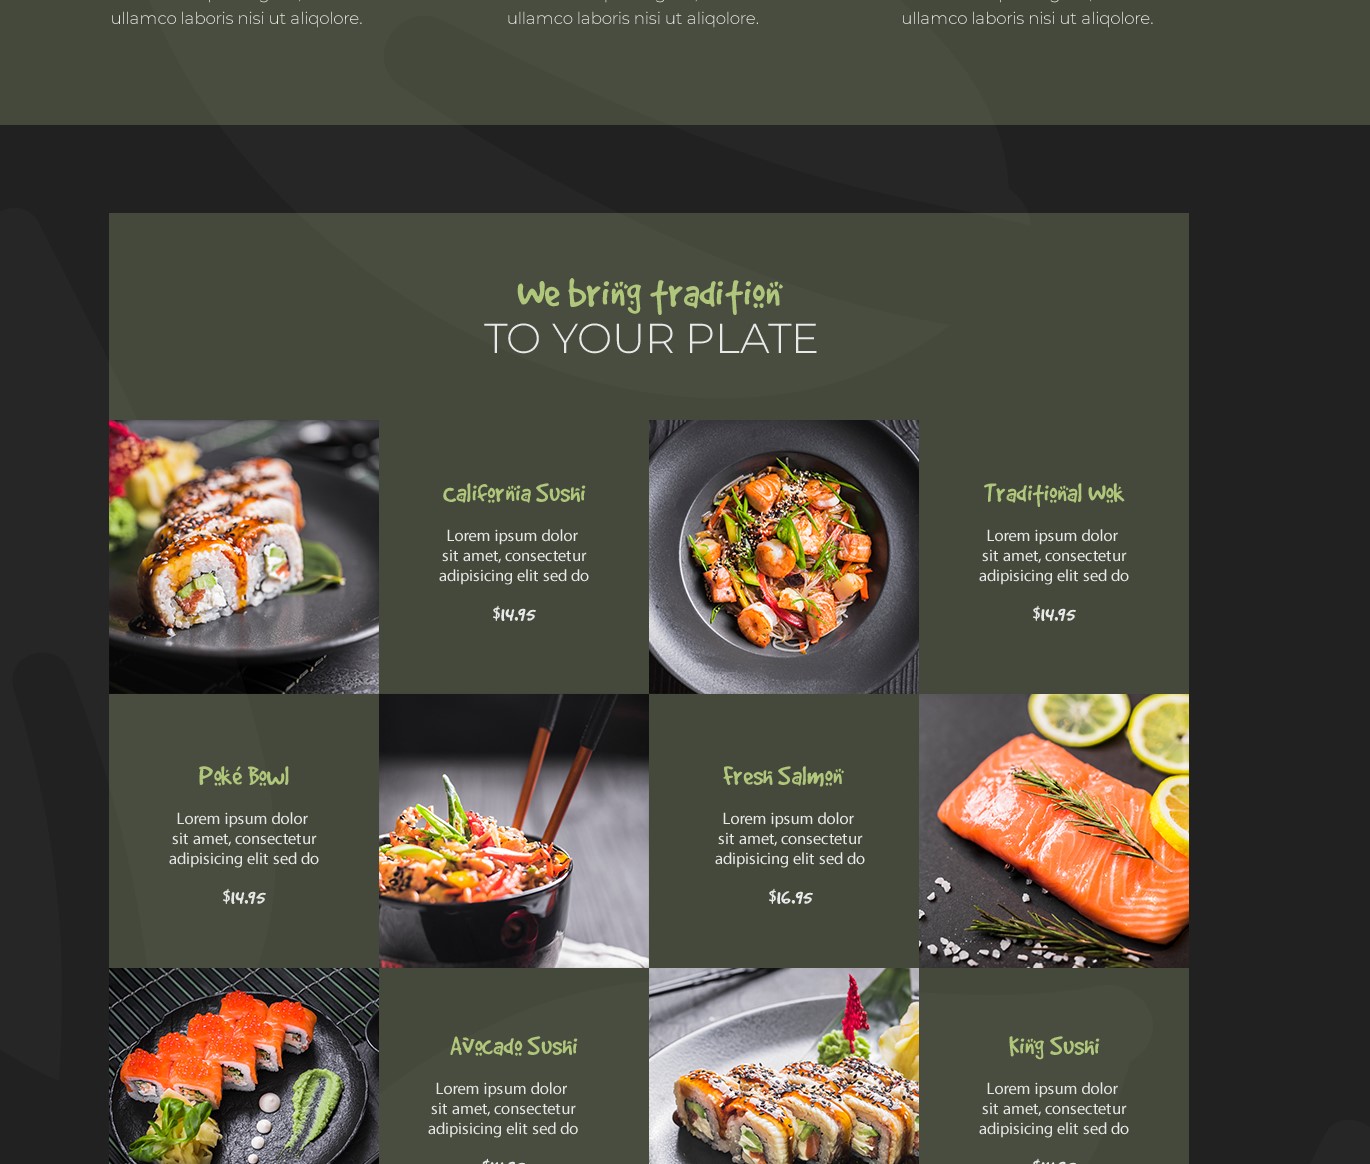 ullamco laboris nisi ut aliqolore.
ullamco laboris nisi ut aliqolore.
ullamco laboris nisi ut aliqolore.
We bring tradition
TO YOUR PLATE
California Sushi
Lorem ipsum dolor
sit amet, consectetur
adipisicing elit sed do
$14.95
Traditional Wok
Lorem ipsum dolor
sit amet, consectetur
adipisicing elit sed do
$14.95
Poké Bowl
Lorem ipsum dolor
sit amet, consectetur
adipisicing elit sed do
$14.95
Fresh Salmon
Lorem ipsum dolor
sit amet, consectetur
adipisicing elit sed do
$16.95
Avocado Sushi
Lorem ipsum dolor
sit amet, consectetur
adipisicing elit sed do
King Sushi
Lorem ipsum dolor
sit amet, consectetur
adipisicing elit sed do